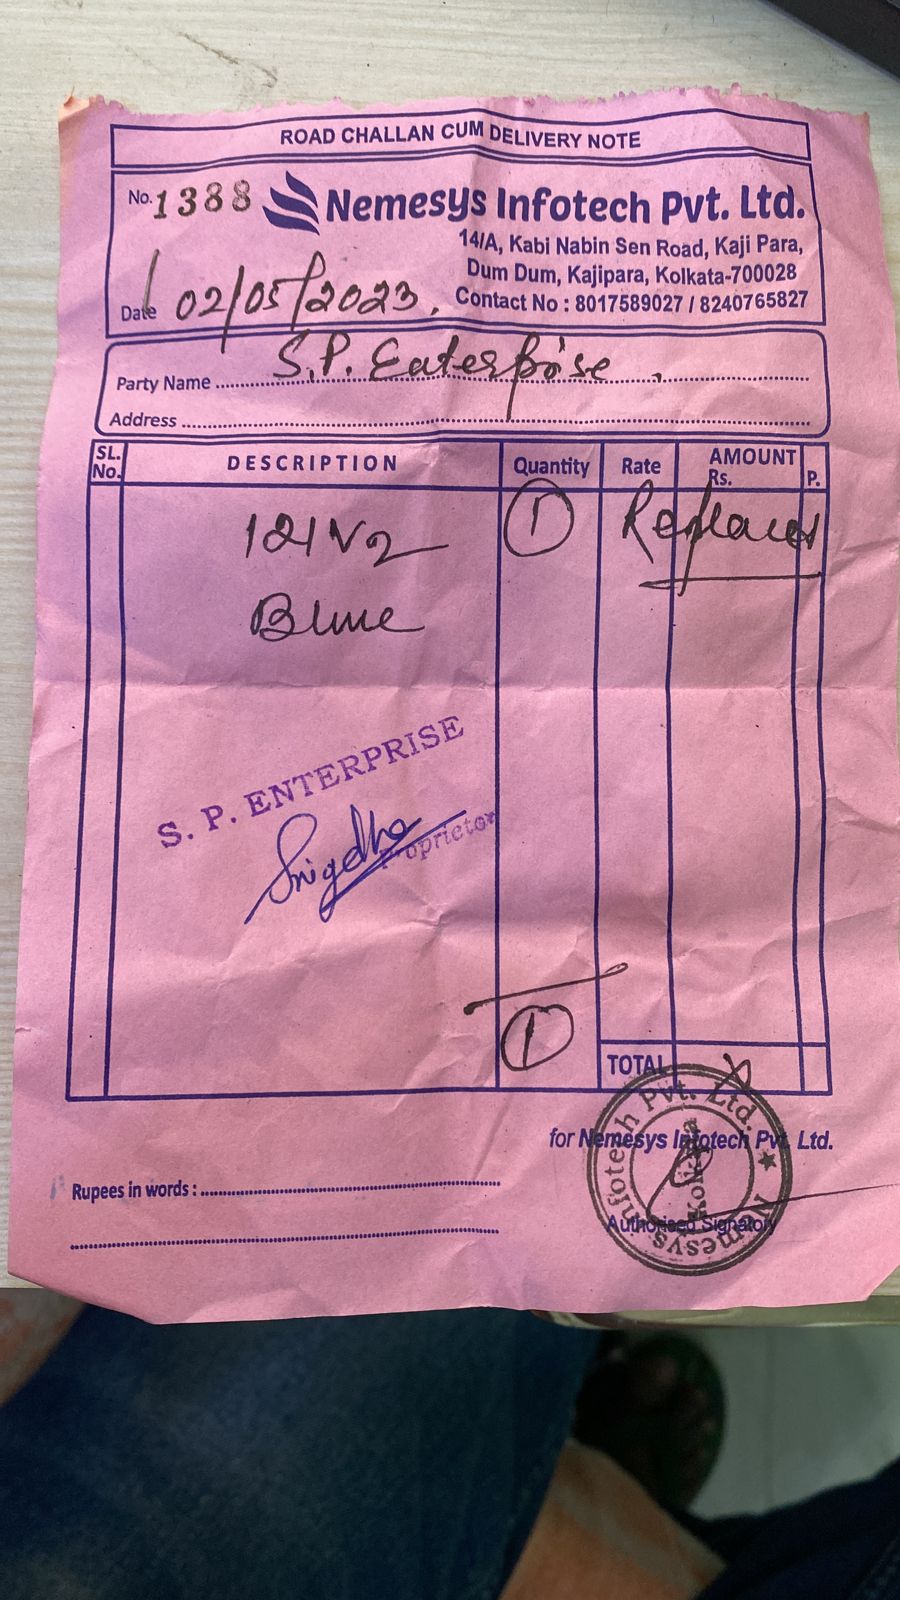 ROAD CHALLAN CUM DELIVERY NOTE
No. 1388 Nemesys Infotech Pvt. Ltd.
14/A, Kabi Nabin Sen Road, Kaji Para,
Dum Dum, Kajipara, Kolkata-700028
Contact No : 8017589027 / 8240765827
Date 02/05/2023.
Party Name S.P. Enterprise
Address
SL. No. DESCRIPTION Quantity Rate AMOUNT Rs. P.
121V2 1
Blue
S. P. ENTERPRISE
Snigdha
Proprietor
1
TOTAL
for Nemesys Infotech Pvt. Ltd.
Rupees in words :
Authorised Signatory
Nemesys Infotech Pvt. Ltd. ★
Kolkata